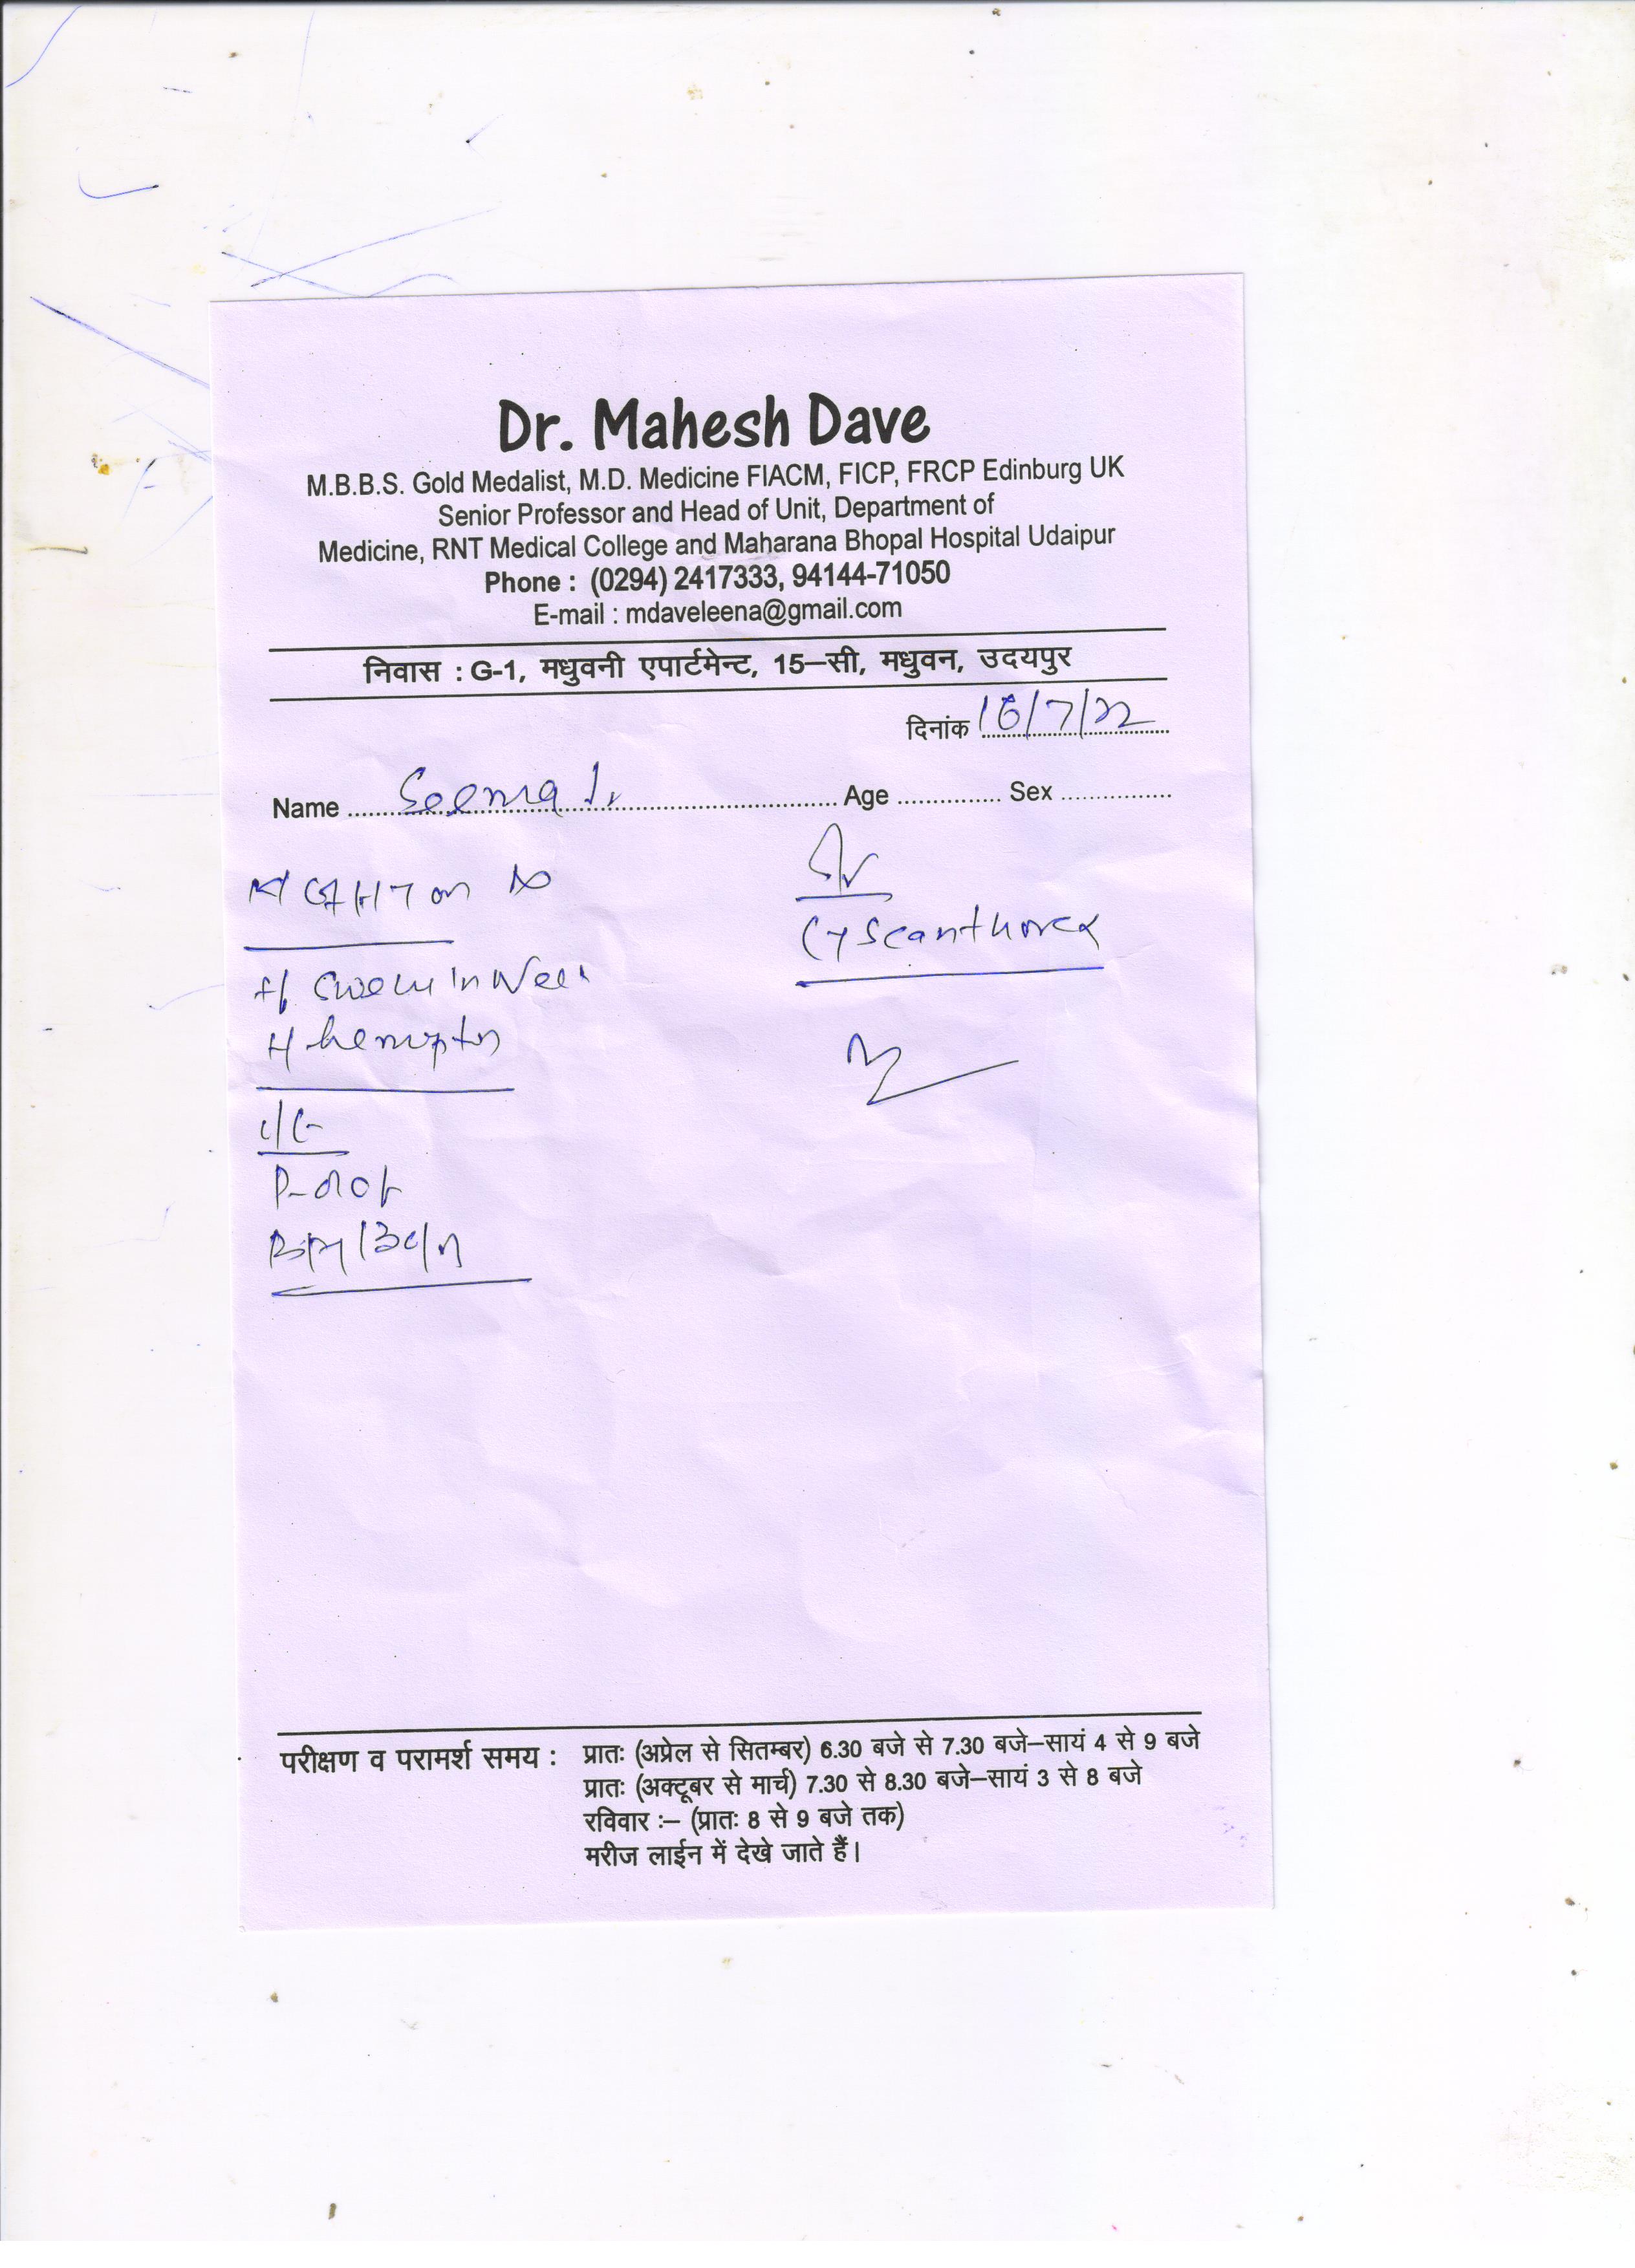 Dr. Mahesh Dave
M.B.B.S. Gold Medalist, M.D. Medicine FIACM, FICP, FRCP Edinburg UK
Senior Professor and Head of Unit, Department of
Medicine, RNT Medical College and Maharana Bhopal Hospital Udaipur
Phone : (0294) 2417333, 94144-71050
E-mail : mdaveleena@gmail.com
निवास : G-1, मधुवनी एपार्टमेन्ट, 15–सी, मधुवन, उदयपुर
दिनांक 16/7/22
Name Seema Age Sex
on
In
CT Scan thorax
परीक्षण व परामर्श समय : प्रातः (अप्रेल से सितम्बर) 6.30 बजे से 7.30 बजे–सायं 4 से 9 बजे
प्रातः (अक्टूबर से मार्च) 7.30 से 8.30 बजे–सायं 3 से 8 बजे
रविवार :– (प्रातः 8 से 9 बजे तक)
मरीज लाईन में देखे जाते हैं।